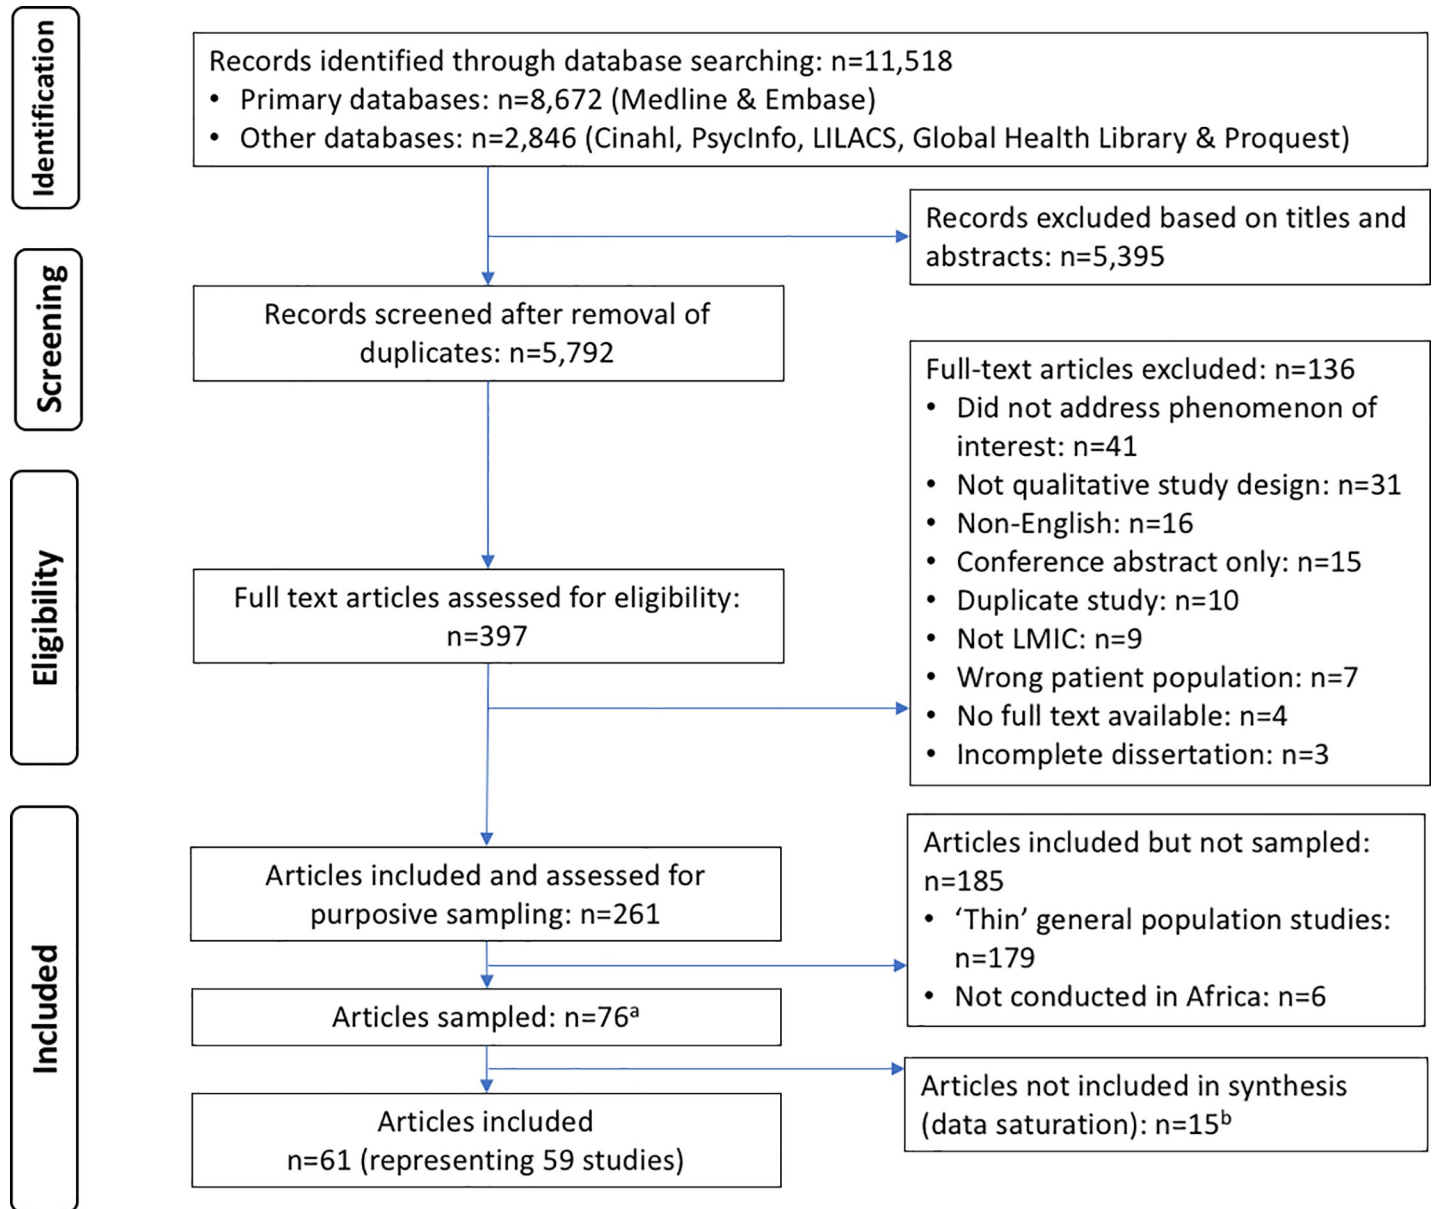 Identification
Records identified through database searching: n=11,518
• Primary databases: n=8,672 (Medline & Embase)
• Other databases: n=2,846 (Cinahl, PsycInfo, LILACS, Global Health Library & Proquest)
Records excluded based on titles and
abstracts: n=5,395
Screening
Records screened after removal of
duplicates: n=5,792
Full-text articles excluded: n=136
• Did not address phenomenon of
interest: n=41
• Not qualitative study design: n=31
• Non-English: n=16
• Conference abstract only: n=15
• Duplicate study: n=10
• Not LMIC: n=9
• Wrong patient population: n=7
• No full text available: n=4
• Incomplete dissertation: n=3
Eligibility
Full text articles assessed for eligibility:
n=397
Included
Articles included and assessed for
purposive sampling: n=261
Articles included but not sampled:
n=185
• ‘Thin’ general population studies:
n=179
• Not conducted in Africa: n=6
Articles sampled: n=76ᵃ
Articles not included in synthesis
(data saturation): n=15ᵇ
Articles included
n=61 (representing 59 studies)